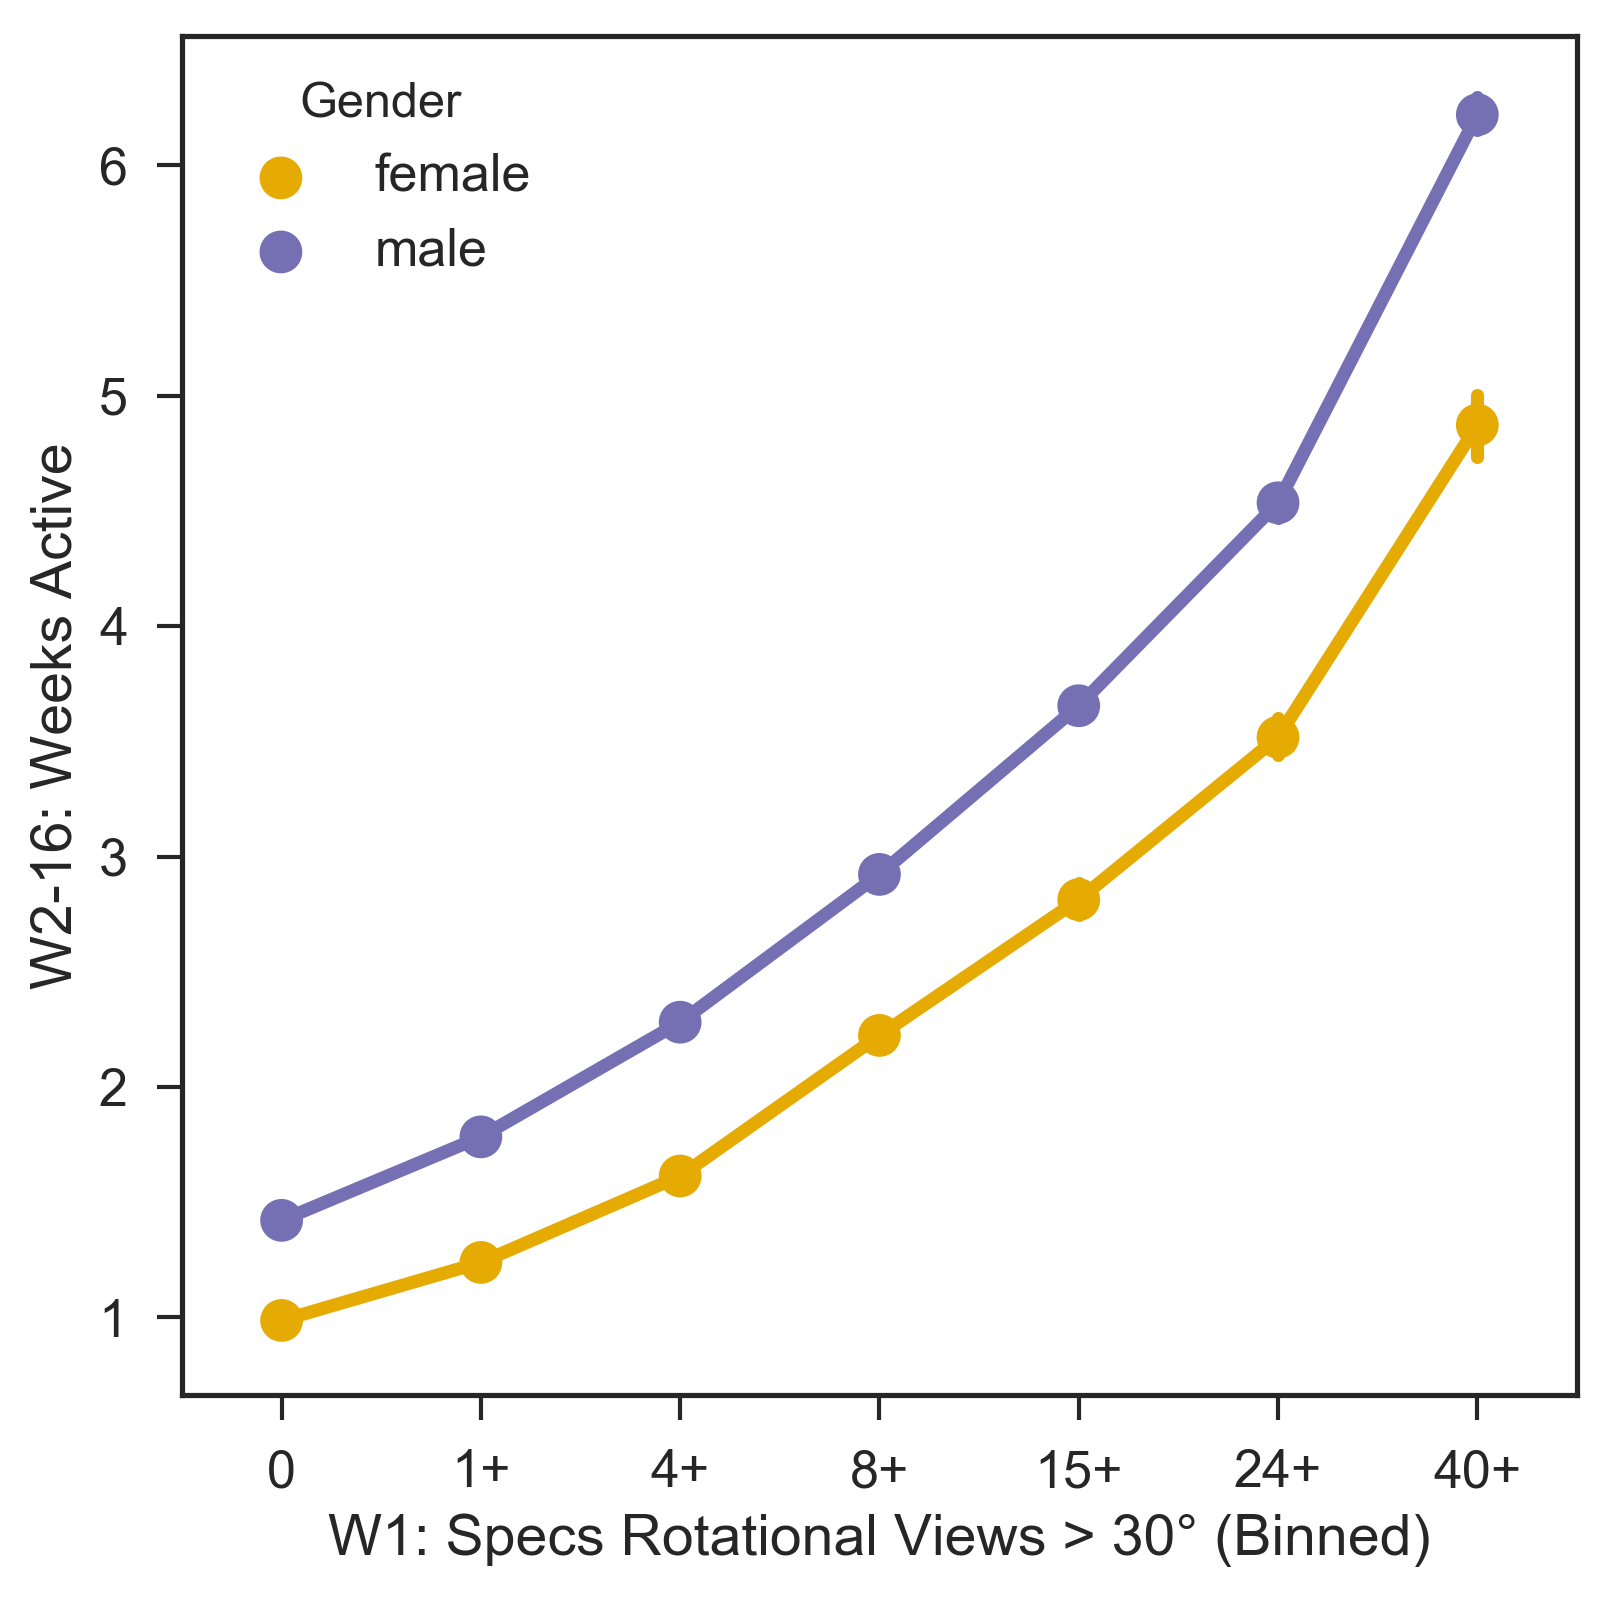 Gender
female
male
6
5
4
3
2
1
W2-16: Weeks Active
0 1+ 4+ 8+ 15+ 24+ 40+
W1: Specs Rotational Views > 30° (Binned)